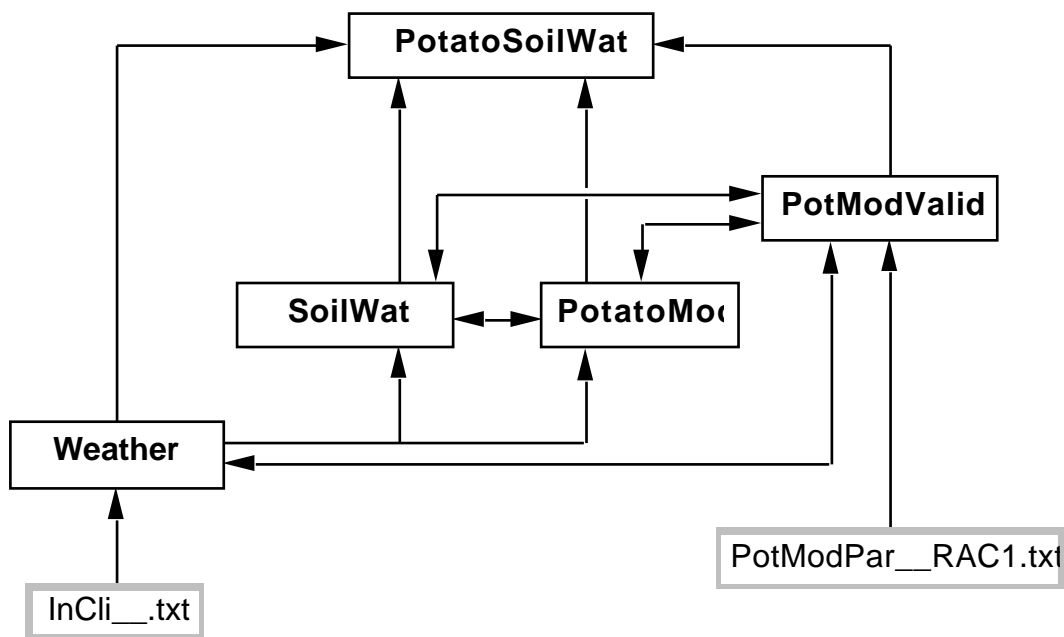 PotatoSoilWat
PotModValid
SoilWat
PotatoMod
Weather
PotModPar__RAC1.txt
InCli__.txt